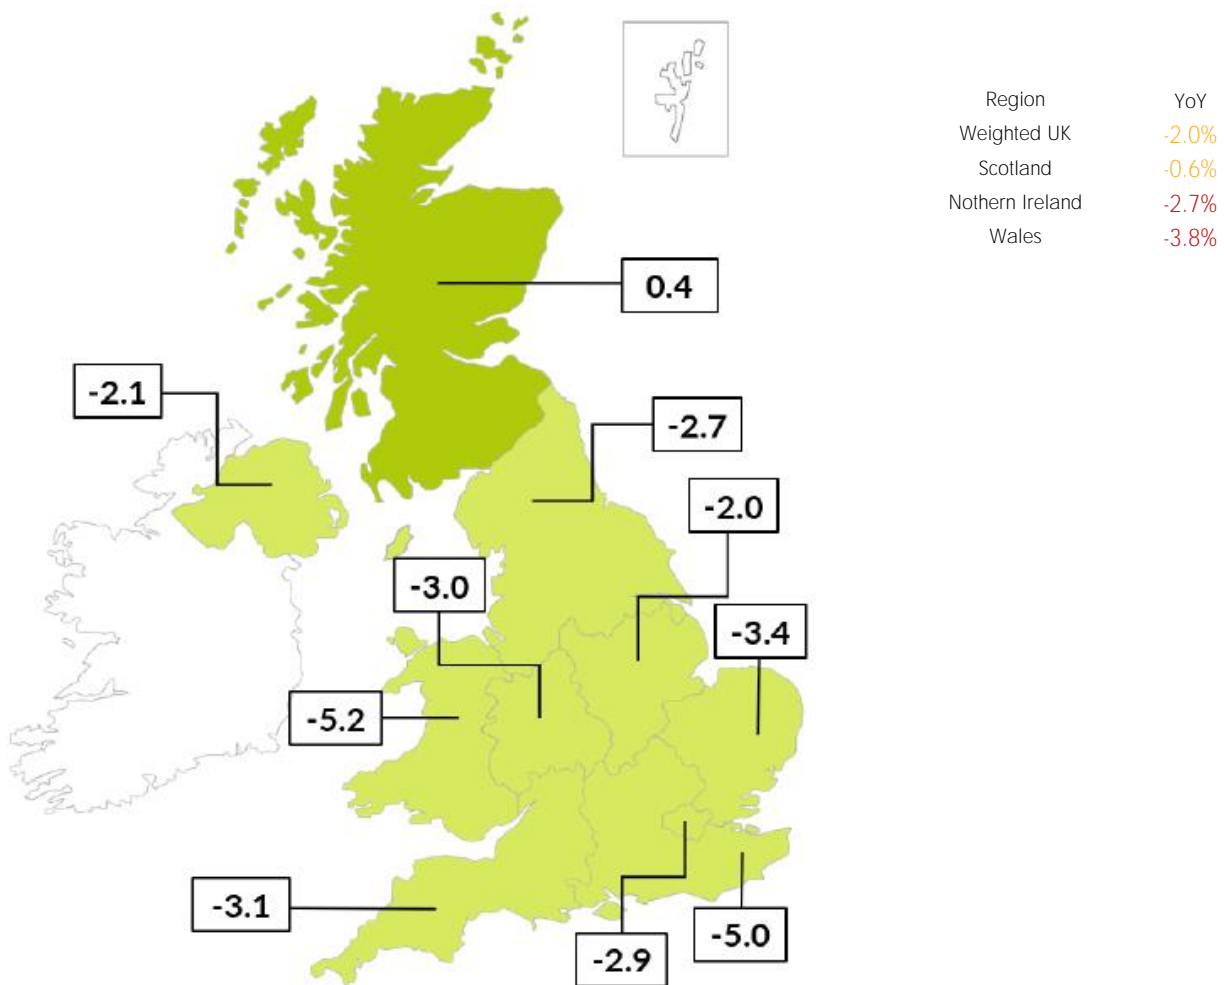 Region YoY
Weighted UK -2.0%
Scotland -0.6%
Nothern Ireland -2.7%
Wales -3.8%
0.4
-2.1
-2.7
-2.0
-3.0
-3.4
-5.2
-3.1
-2.9
-5.0